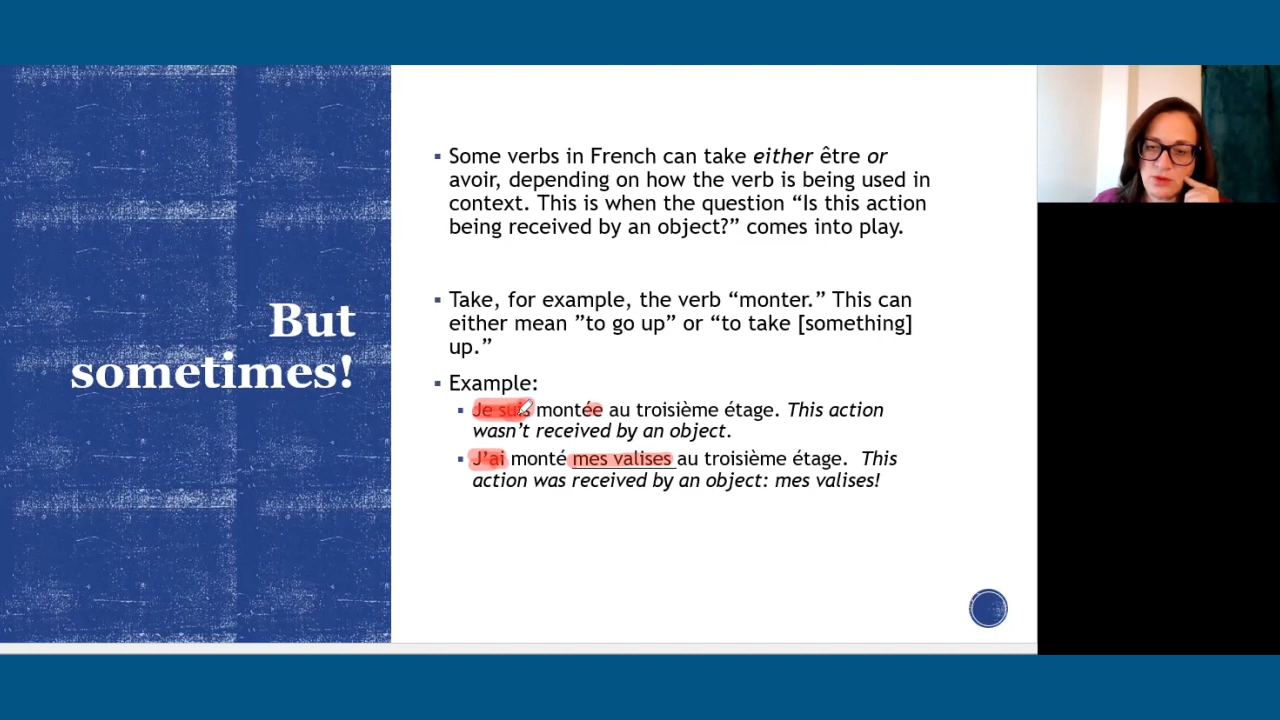 But
sometimes!
▪ Some verbs in French can take either être or
avoir, depending on how the verb is being used in
context. This is when the question “Is this action
being received by an object?” comes into play.
▪ Take, for example, the verb “monter.” This can
either mean ”to go up” or “to take [something]
up.”
▪ Example:
▪ Je suis montée au troisième étage. This action
wasn’t received by an object.
▪ J’ai monté mes valises au troisième étage. This
action was received by an object: mes valises!